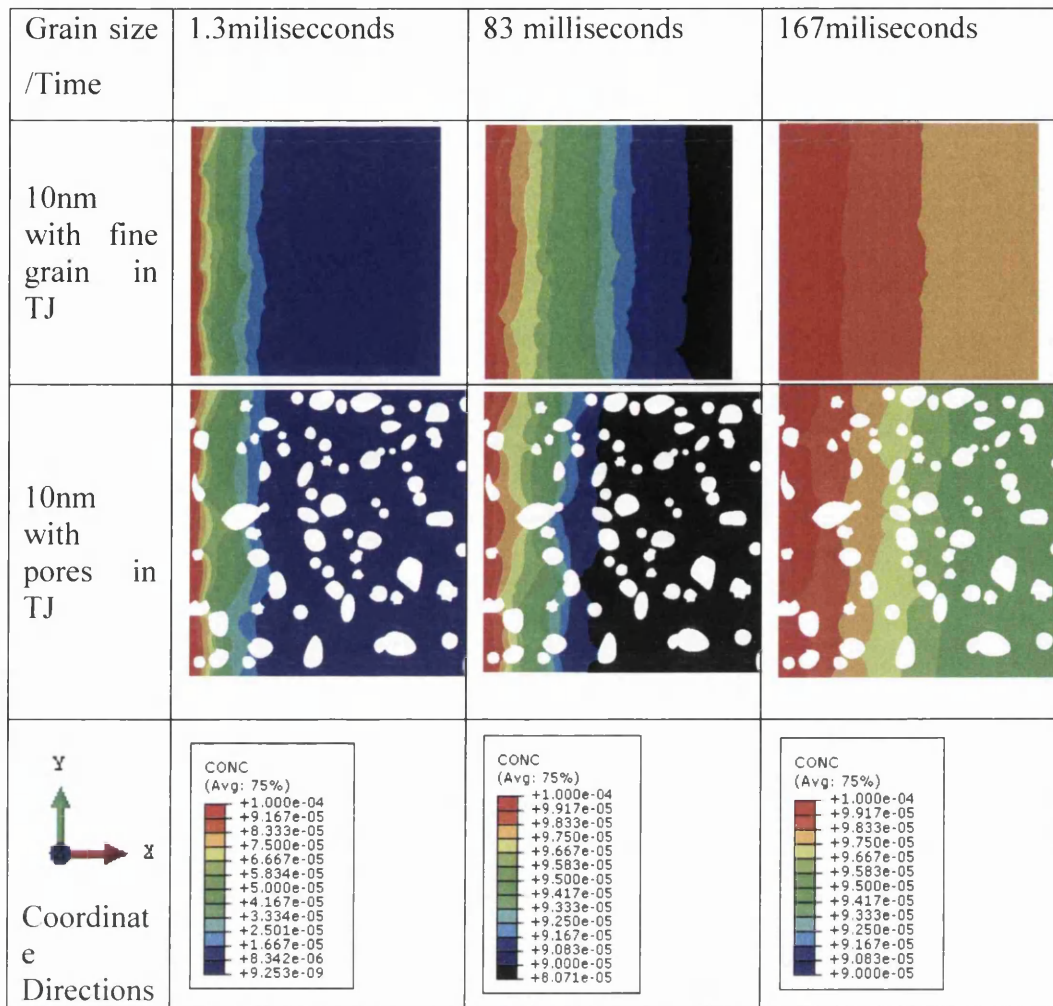 Grain size
/Time
1.3milisecconds
83 milliseconds
167miliseconds
10nm
with fine
grain in
TJ
10nm
with
pores in
TJ
Y
X
Coordinat
e
Directions
CONC
(Avg: 75%)
+1.000e-04
+9.167e-05
+8.333e-05
+7.500e-05
+6.667e-05
+5.834e-05
+5.000e-05
+4.167e-05
+3.334e-05
+2.501e-05
+1.667e-05
+8.342e-06
+9.253e-09
CONC
(Avg: 75%)
+1.000e-04
+9.917e-05
+9.833e-05
+9.750e-05
+9.667e-05
+9.583e-05
+9.500e-05
+9.417e-05
+9.333e-05
+9.250e-05
+9.167e-05
+9.083e-05
+9.000e-05
+8.071e-05
CONC
(Avg: 75%)
+1.000e-04
+9.917e-05
+9.833e-05
+9.750e-05
+9.667e-05
+9.583e-05
+9.500e-05
+9.417e-05
+9.333e-05
+9.250e-05
+9.167e-05
+9.083e-05
+9.000e-05